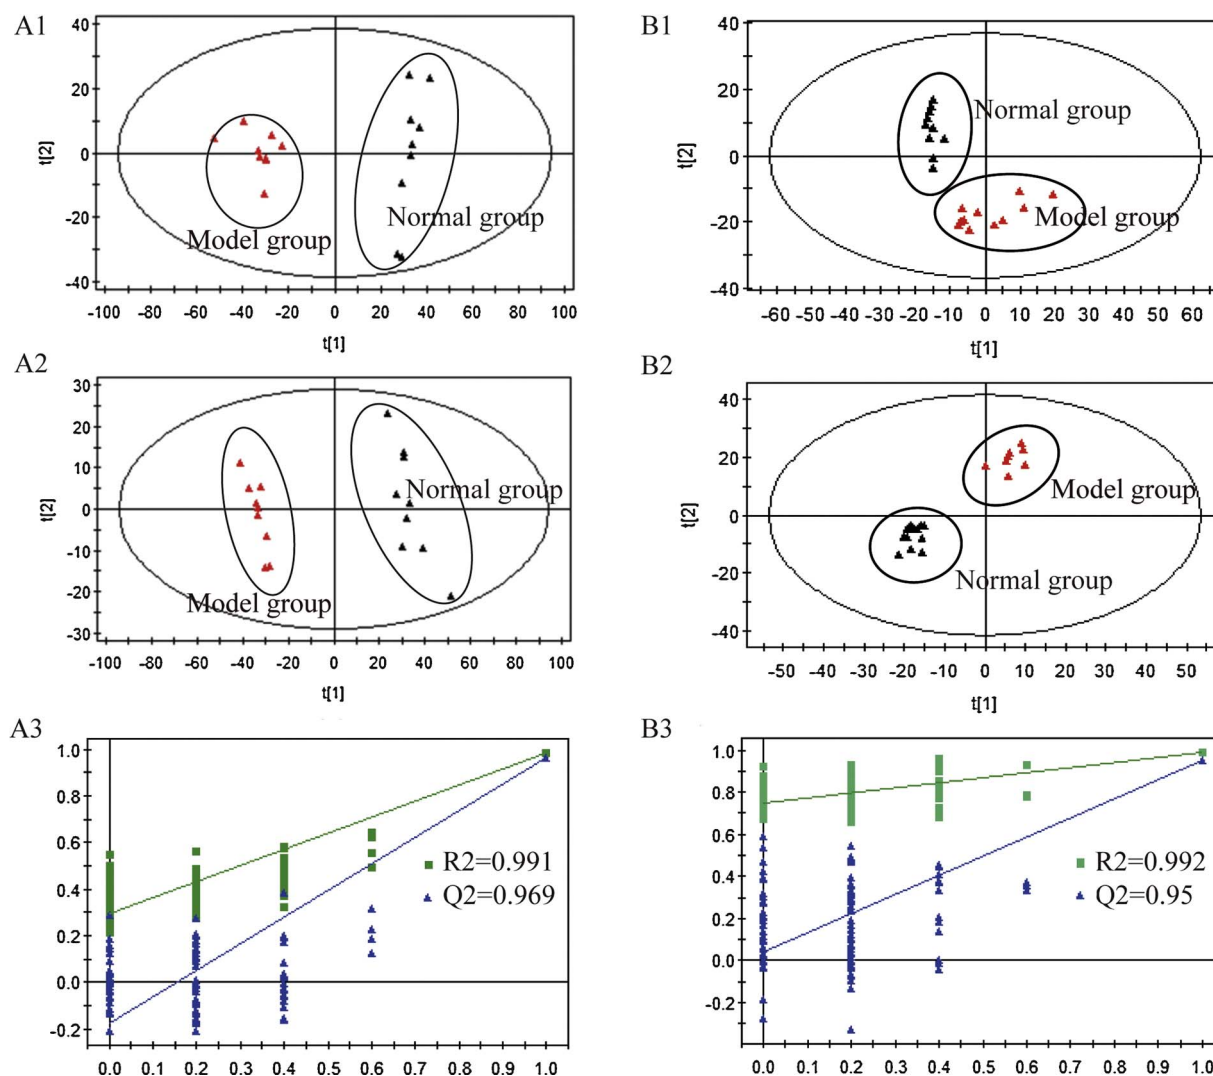 A1
40
20
0
-20
-40
t[2]
Normal group
Model group
-100 -80 -60 -40 -20 0 20 40 60 80 100
t[1]
B1
40
20
0
-20
-40
t[2]
Normal group
Model group
-60 -50 -40 -30 -20 -10 0 10 20 30 40 50 60
t[1]
A2
30
20
10
0
-10
-20
-30
t[2]
Normal group
Model group
-100 -80 -60 -40 -20 0 20 40 60 80 100
t[1]
B2
40
20
0
-20
-40
t[2]
Model group
Normal group
-50 -40 -30 -20 -10 0 10 20 30 40 50
t[1]
A3
1.0
0.8
0.6
0.4
0.2
0.0
-0.2
R2=0.991
Q2=0.969
0.0 0.1 0.2 0.3 0.4 0.5 0.6 0.7 0.8 0.9 1.0
B3
1.0
0.8
0.6
0.4
0.2
0.0
-0.2
R2=0.992
Q2=0.95
0.0 0.1 0.2 0.3 0.4 0.5 0.6 0.7 0.8 0.9 1.0